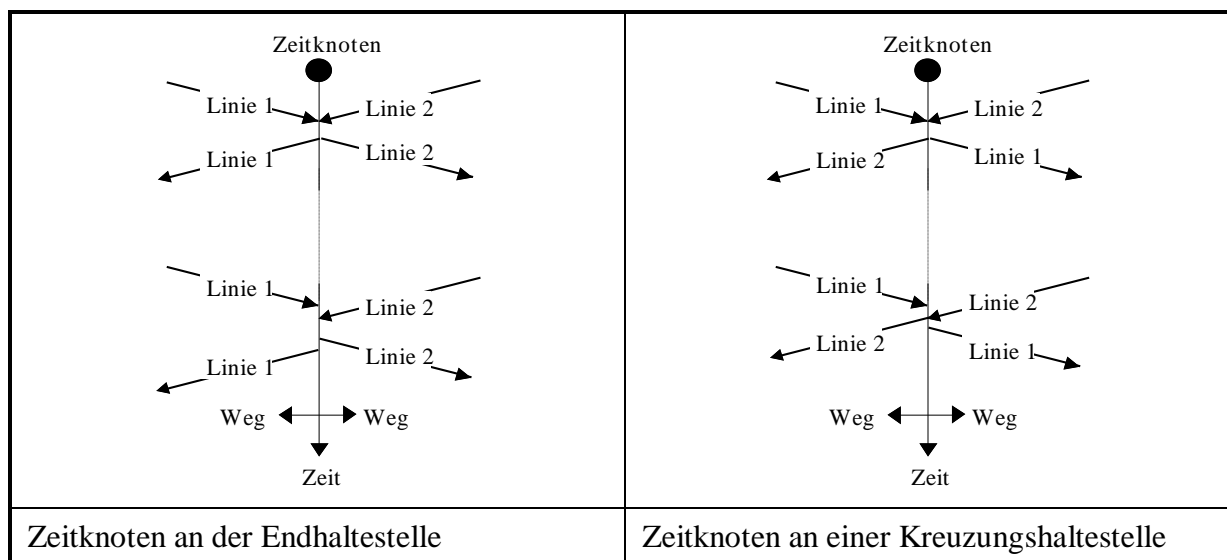 Zeitknoten
Linie 1
Linie 2
Linie 1
Linie 2
Linie 1
Linie 2
Linie 1
Linie 2
Weg
Weg
Zeit
Zeitknoten an der Endhaltestelle
Zeitknoten
Linie 1
Linie 2
Linie 2
Linie 1
Linie 1
Linie 2
Linie 2
Linie 1
Weg
Weg
Zeit
Zeitknoten an einer Kreuzungshaltestelle